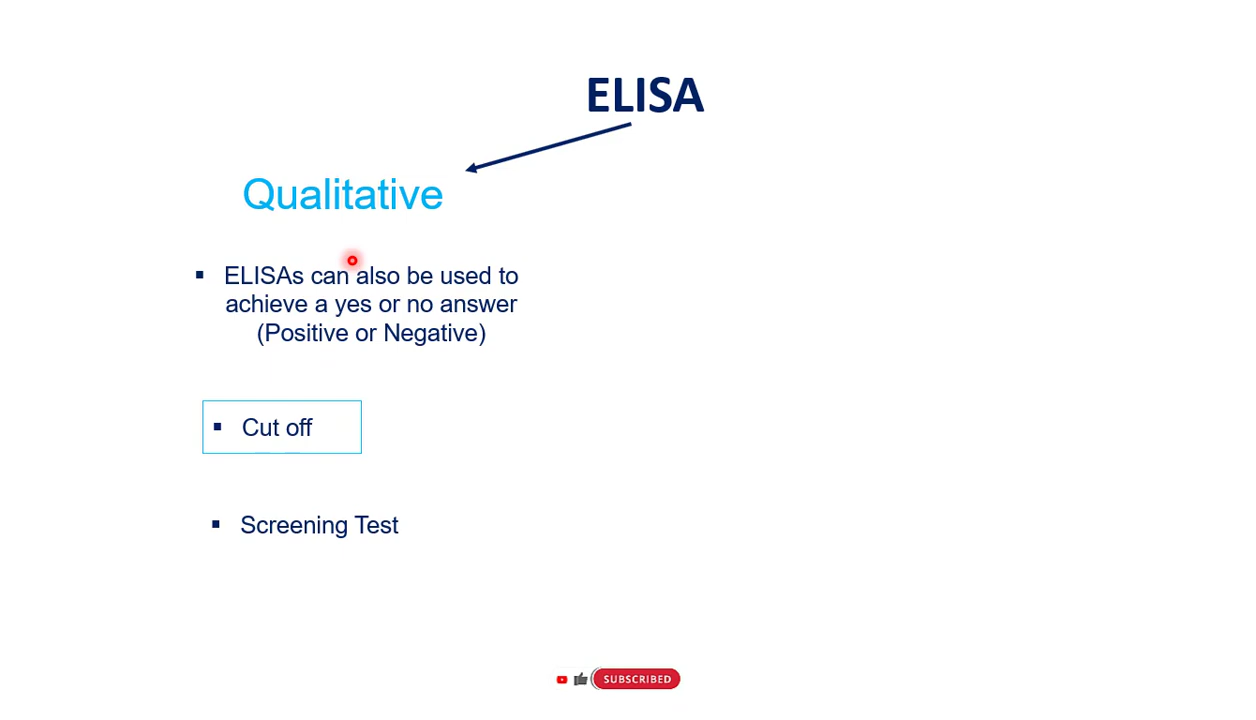 ELISA
Qualitative
▪ ELISAs can also be used to
achieve a yes or no answer
(Positive or Negative)
▪ Cut off
▪ Screening Test
SUBSCRIBED